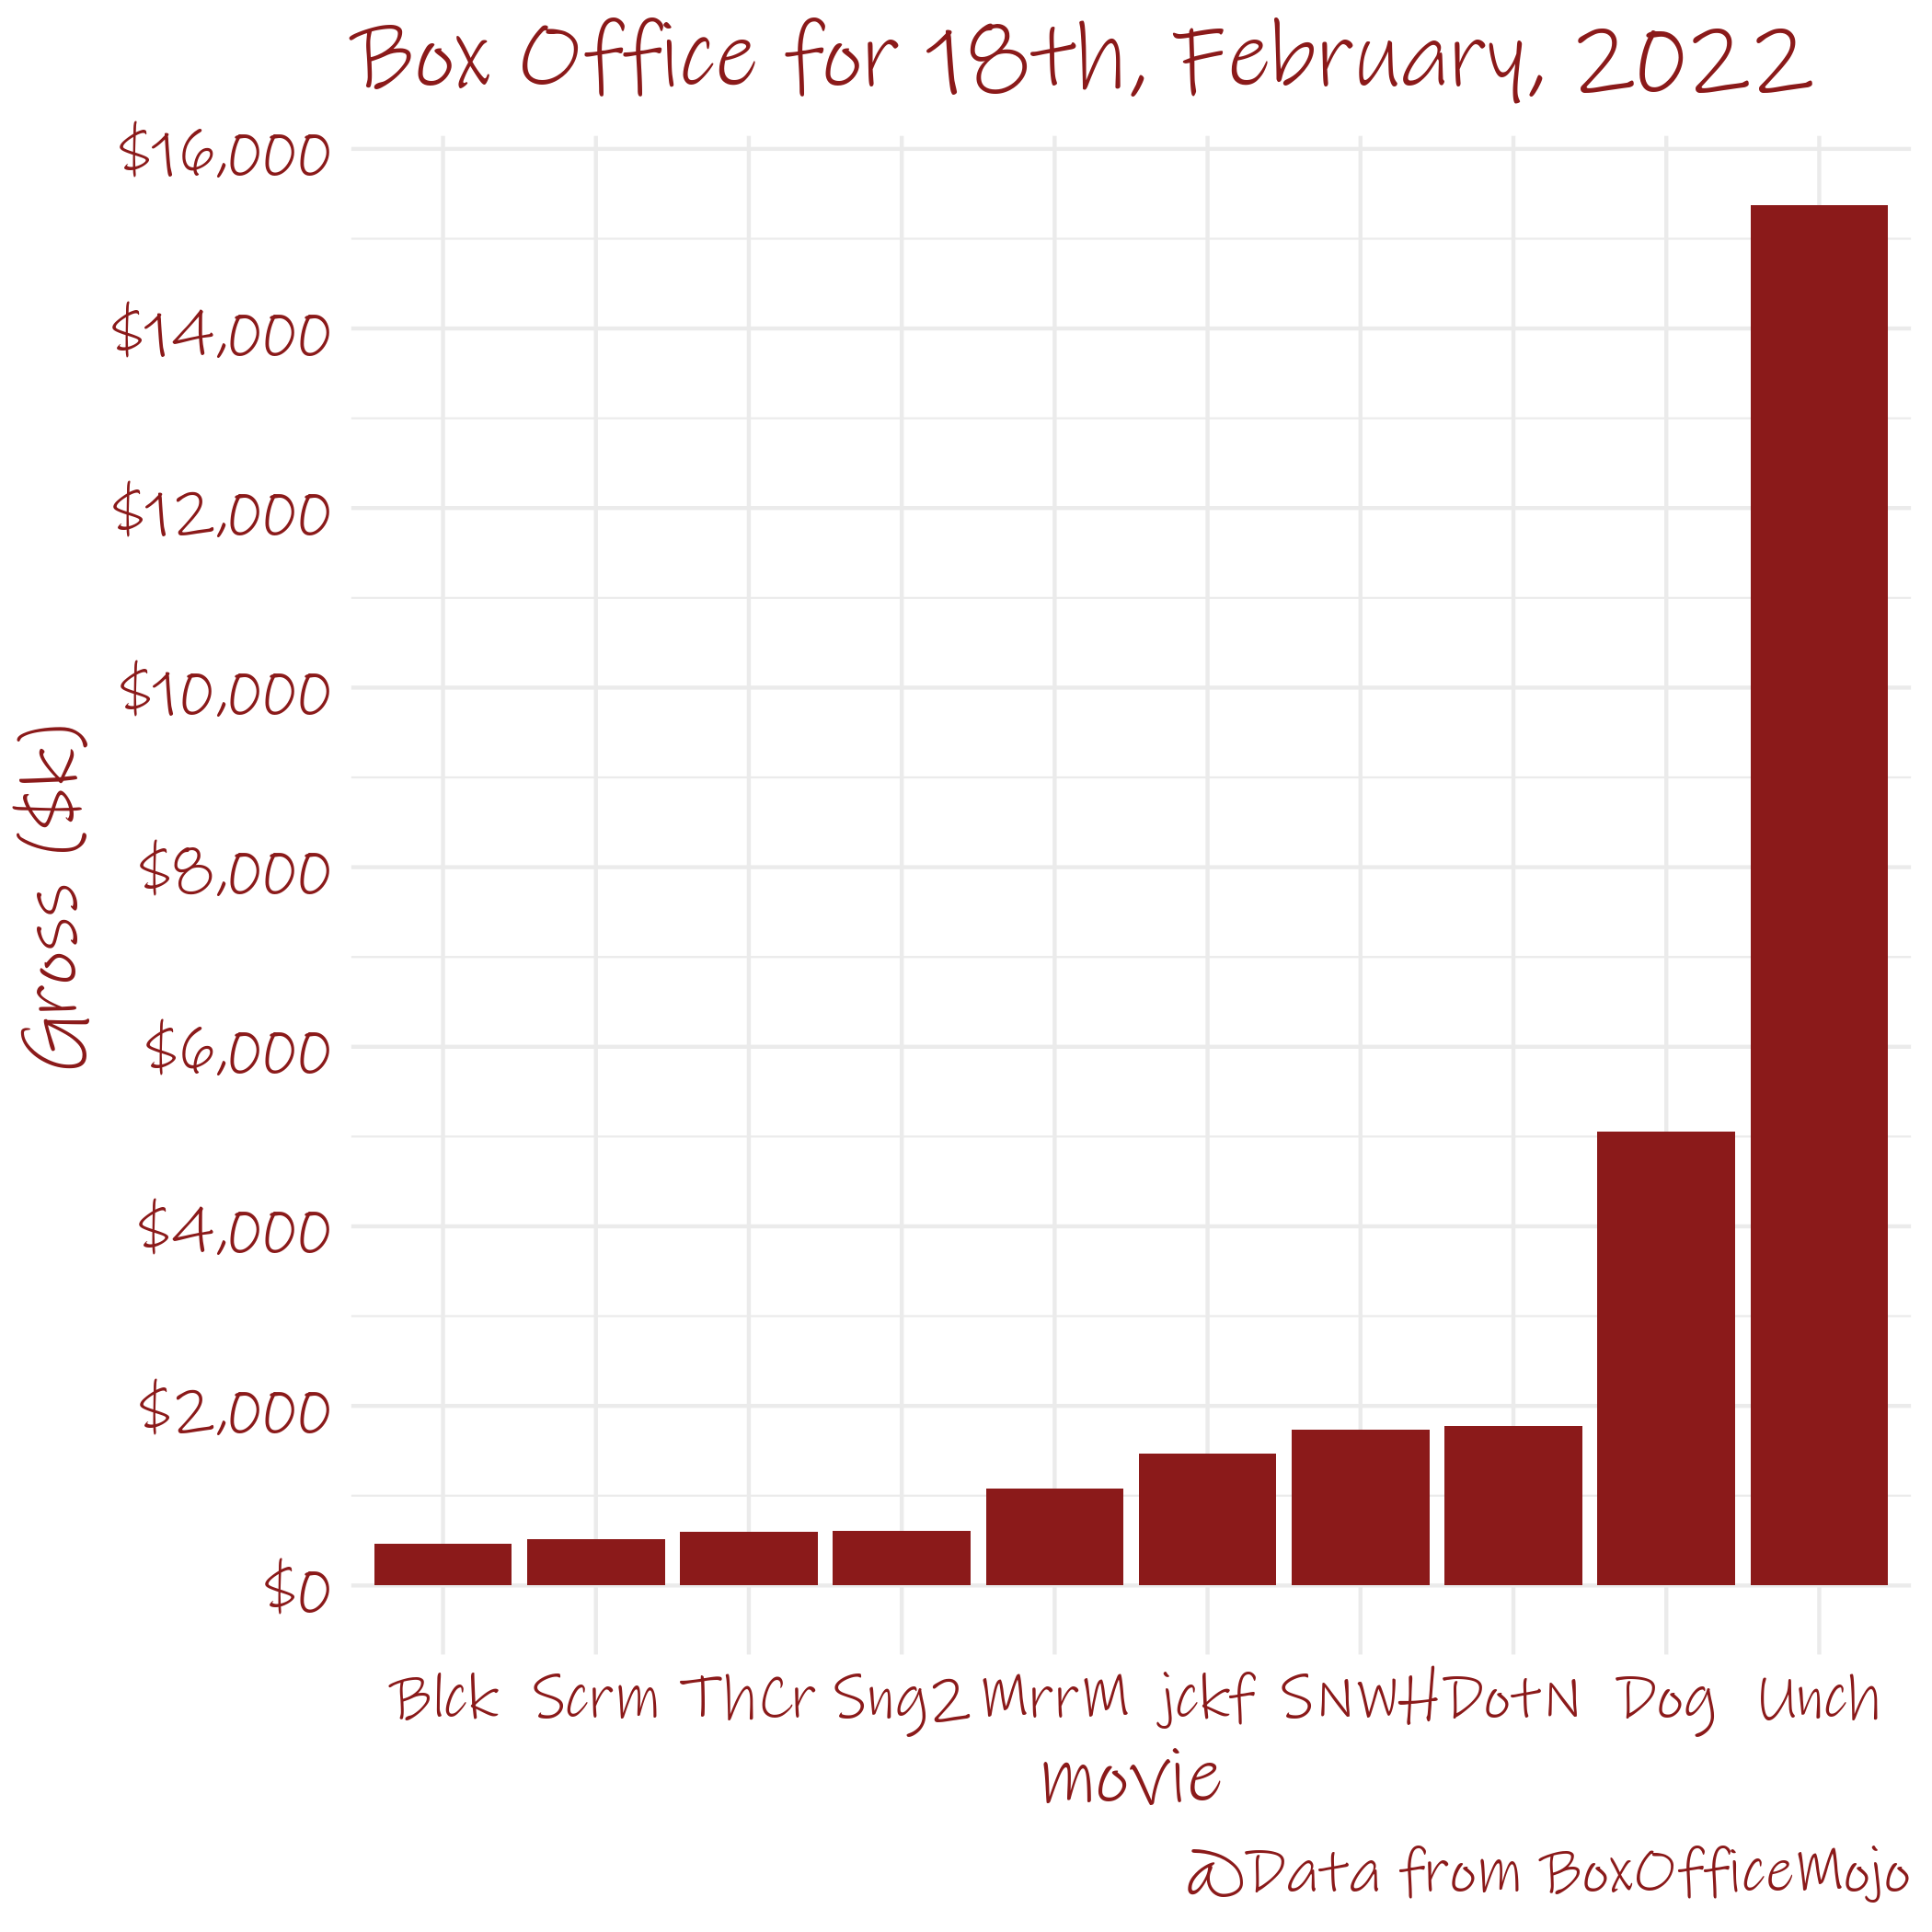 Box Office for 18th, February, 2022
$16,000
$14,000
$12,000
$10,000
$8,000
$6,000
$4,000
$2,000
$0
Gross ($k)
Blck Scrm ThCr Sng2 MrrM jckf SNWH DotN Dog Unch
movie
@Data from BoxOfficeMojo